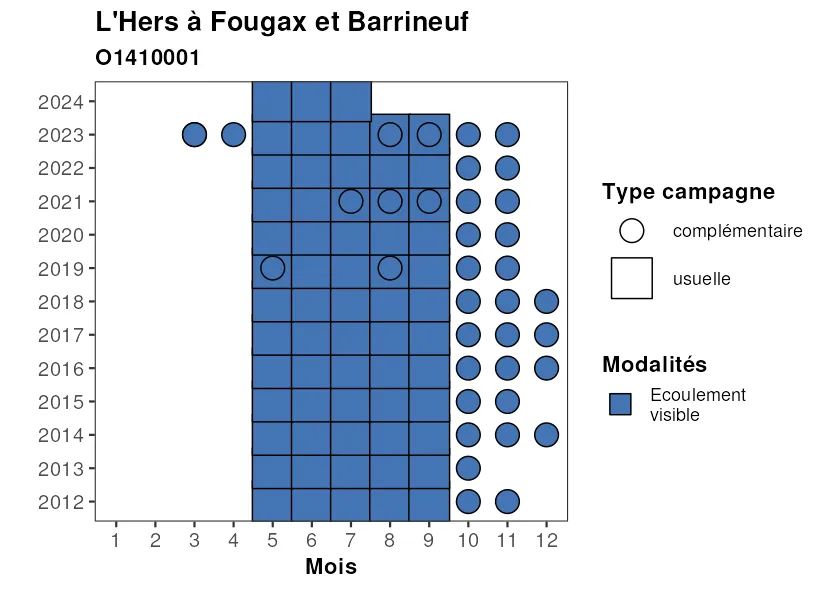 L'Hers à Fougax et Barrineuf
O1410001
2024
2023
2022
2021
2020
2019
2018
2017
2016
2015
2014
2013
2012
1 2 3 4 5 6 7 8 9 10 11 12
Mois
Type campagne
complémentaire
usuelle
Modalités
Ecoulement
visible